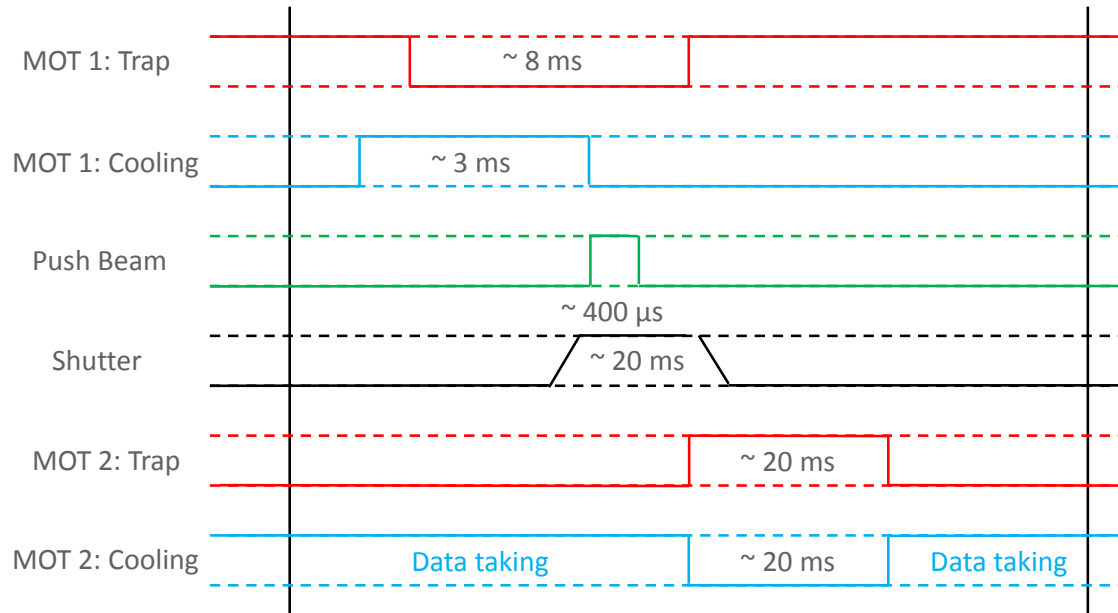 MOT 1: Trap
~ 8 ms
MOT 1: Cooling
~ 3 ms
Push Beam
~ 400 µs
Shutter
~ 20 ms
MOT 2: Trap
~ 20 ms
MOT 2: Cooling
Data taking
~ 20 ms
Data taking